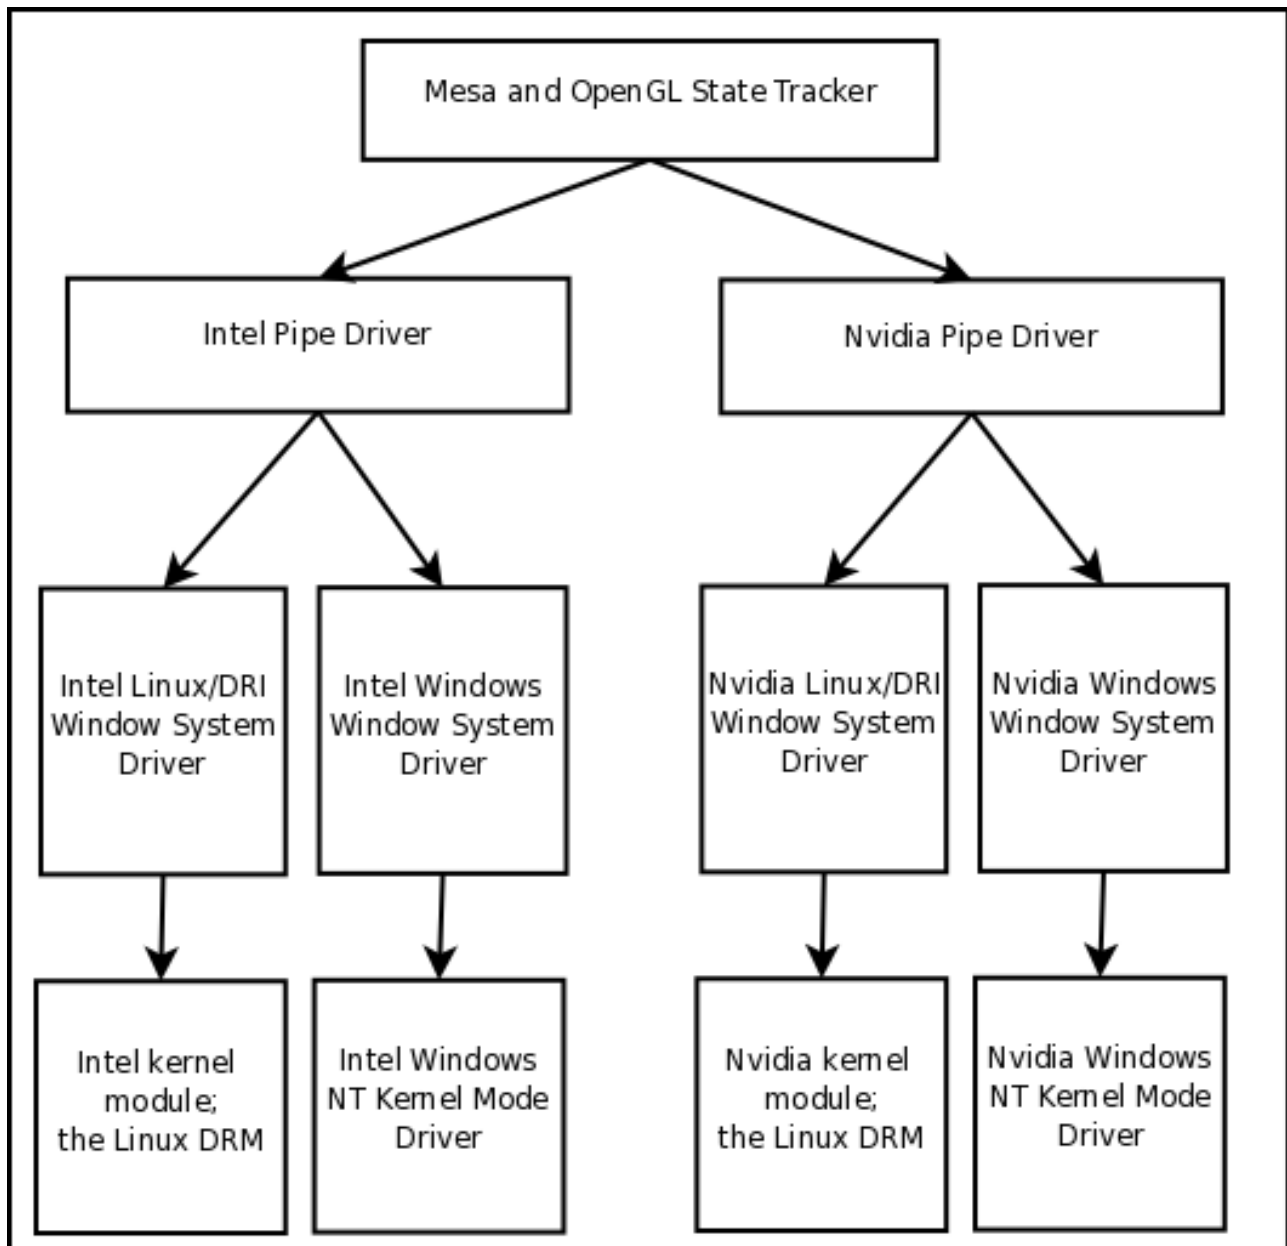 Mesa and OpenGL State Tracker
Intel Pipe Driver
Nvidia Pipe Driver
Intel Linux/DRI
Window System
Driver
Intel Windows
Window System
Driver
Nvidia Linux/DRI
Window System
Driver
Nvidia Windows
Window System
Driver
Intel kernel
module;
the Linux DRM
Intel Windows
NT Kernel Mode
Driver
Nvidia kernel
module;
the Linux DRM
Nvidia Windows
NT Kernel Mode
Driver